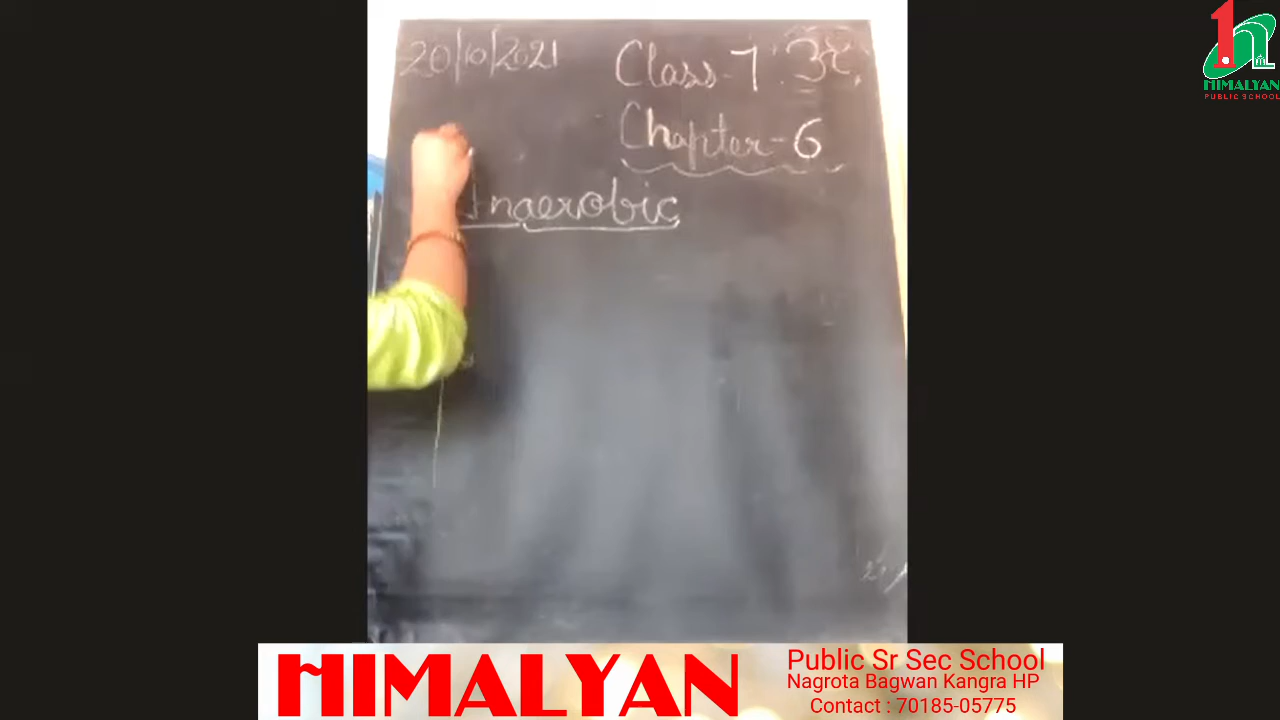 20/10/2021
Class-7
Chapter-6
Anaerobic
HIMALYAN
PUBLIC SCHOOL
HIMALYAN
Public Sr Sec School
Nagrota Bagwan Kangra HP
Contact : 70185-05775